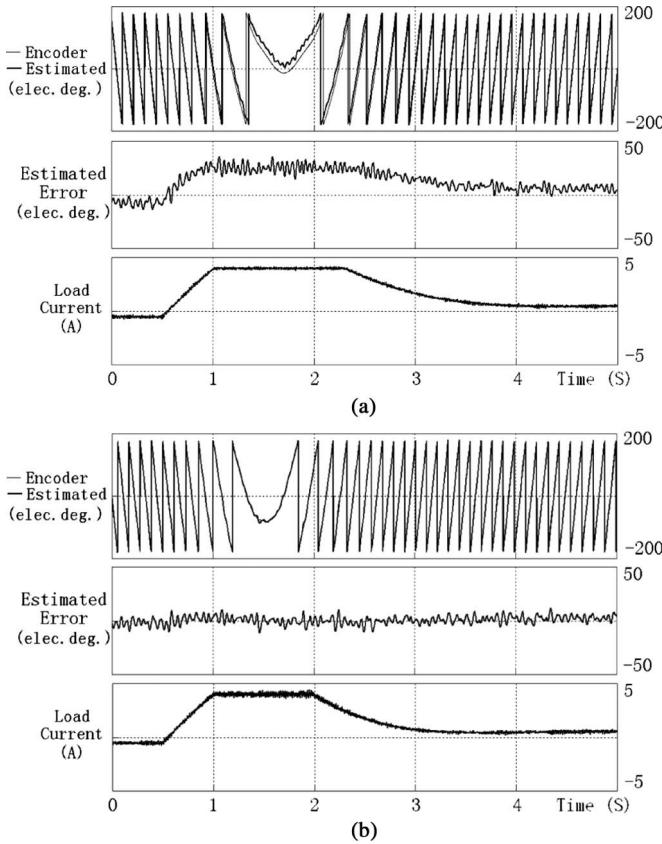 200
Encoder
Estimated
(elec.deg.)
-200
50
Estimated
Error
(elec.deg.)
-50
5
Load
Current
(A)
-5
0 1 2 3 4 Time (S)
(a)
200
Encoder
Estimated
(elec.deg.)
-200
50
Estimated
Error
(elec.deg.)
-50
5
Load
Current
(A)
-5
0 1 2 3 4 Time (S)
(b)